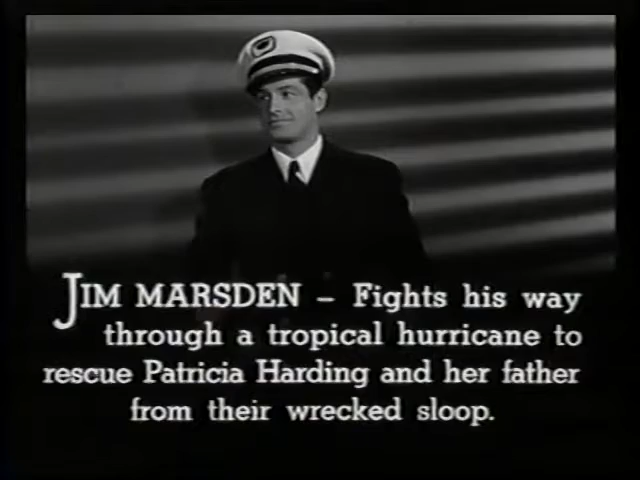 JIM MARSDEN – Fights his way
through a tropical hurricane to
rescue Patricia Harding and her father
from their wrecked sloop.